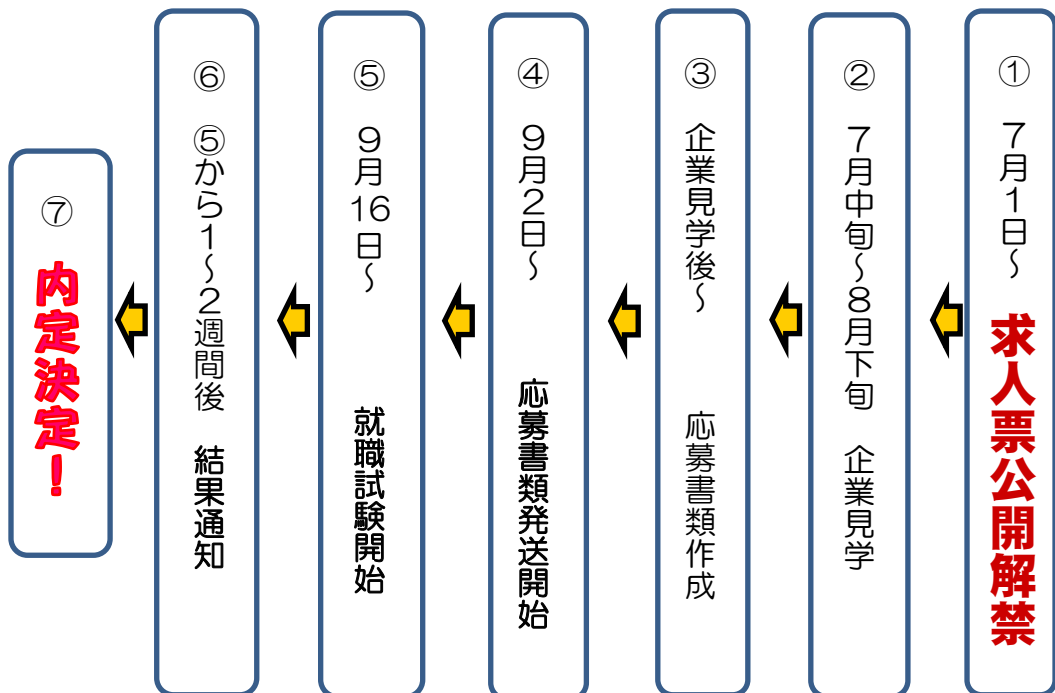 ① 7月1日~ 求人票公開解禁
② 7月中旬~8月下旬 企業見学
③ 企業見学後~ 応募書類作成
④ 9月2日~ 応募書類発送開始
⑤ 9月16日~ 就職試験開始
⑥ ⑤から1~2週間後 結果通知
⑦ 内定決定!